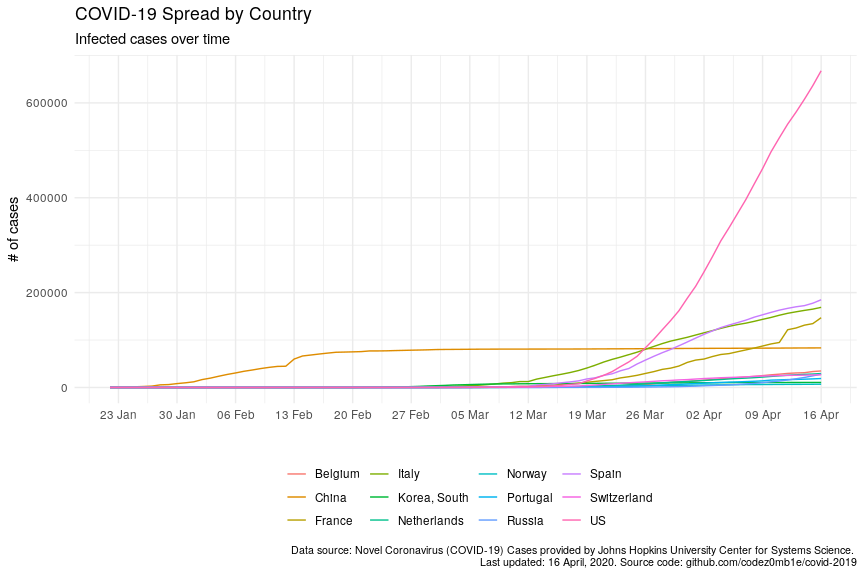 COVID-19 Spread by Country
Infected cases over time
# of cases
600000
400000
200000
0
23 Jan 30 Jan 06 Feb 13 Feb 20 Feb 27 Feb 05 Mar 12 Mar 19 Mar 26 Mar 02 Apr 09 Apr 16 Apr
Belgium Italy Norway Spain
China Korea, South Portugal Switzerland
France Netherlands Russia US
Data source: Novel Coronavirus (COVID-19) Cases provided by Johns Hopkins University Center for Systems Science.
Last updated: 16 April, 2020. Source code: github.com/codez0mb1e/covid-2019